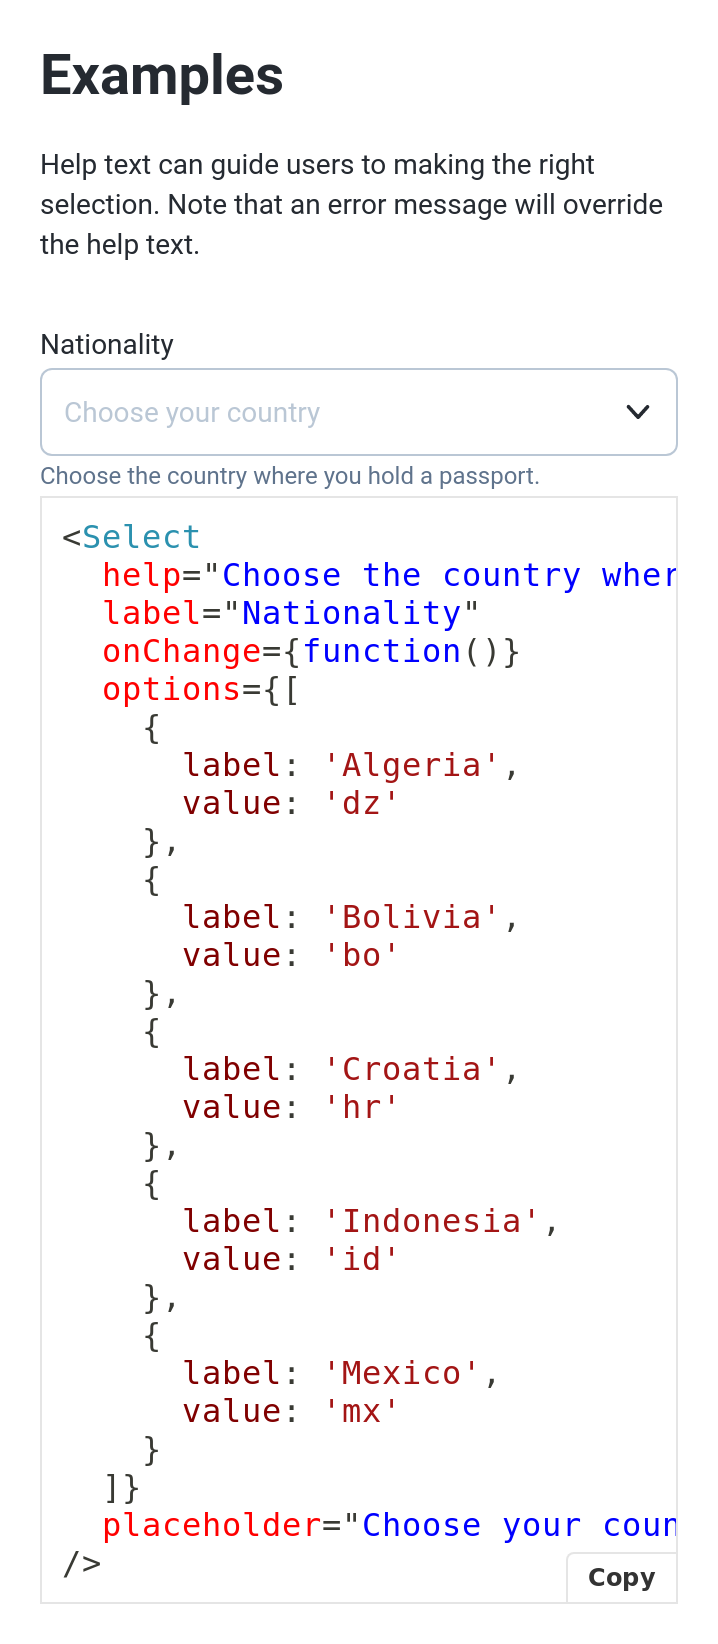 Examples
Help text can guide users to making the right
selection. Note that an error message will override
the help text.
Nationality
Choose your country
Choose the country where you hold a passport.
<Select
  help="Choose the country wher
  label="Nationality"
  onChange={function()}
  options={[
    {
      label: 'Algeria',
      value: 'dz'
    },
    {
      label: 'Bolivia',
      value: 'bo'
    },
    {
      label: 'Croatia',
      value: 'hr'
    },
    {
      label: 'Indonesia',
      value: 'id'
    },
    {
      label: 'Mexico',
      value: 'mx'
    }
  ]}
  placeholder="Choose your coun
/>
Copy